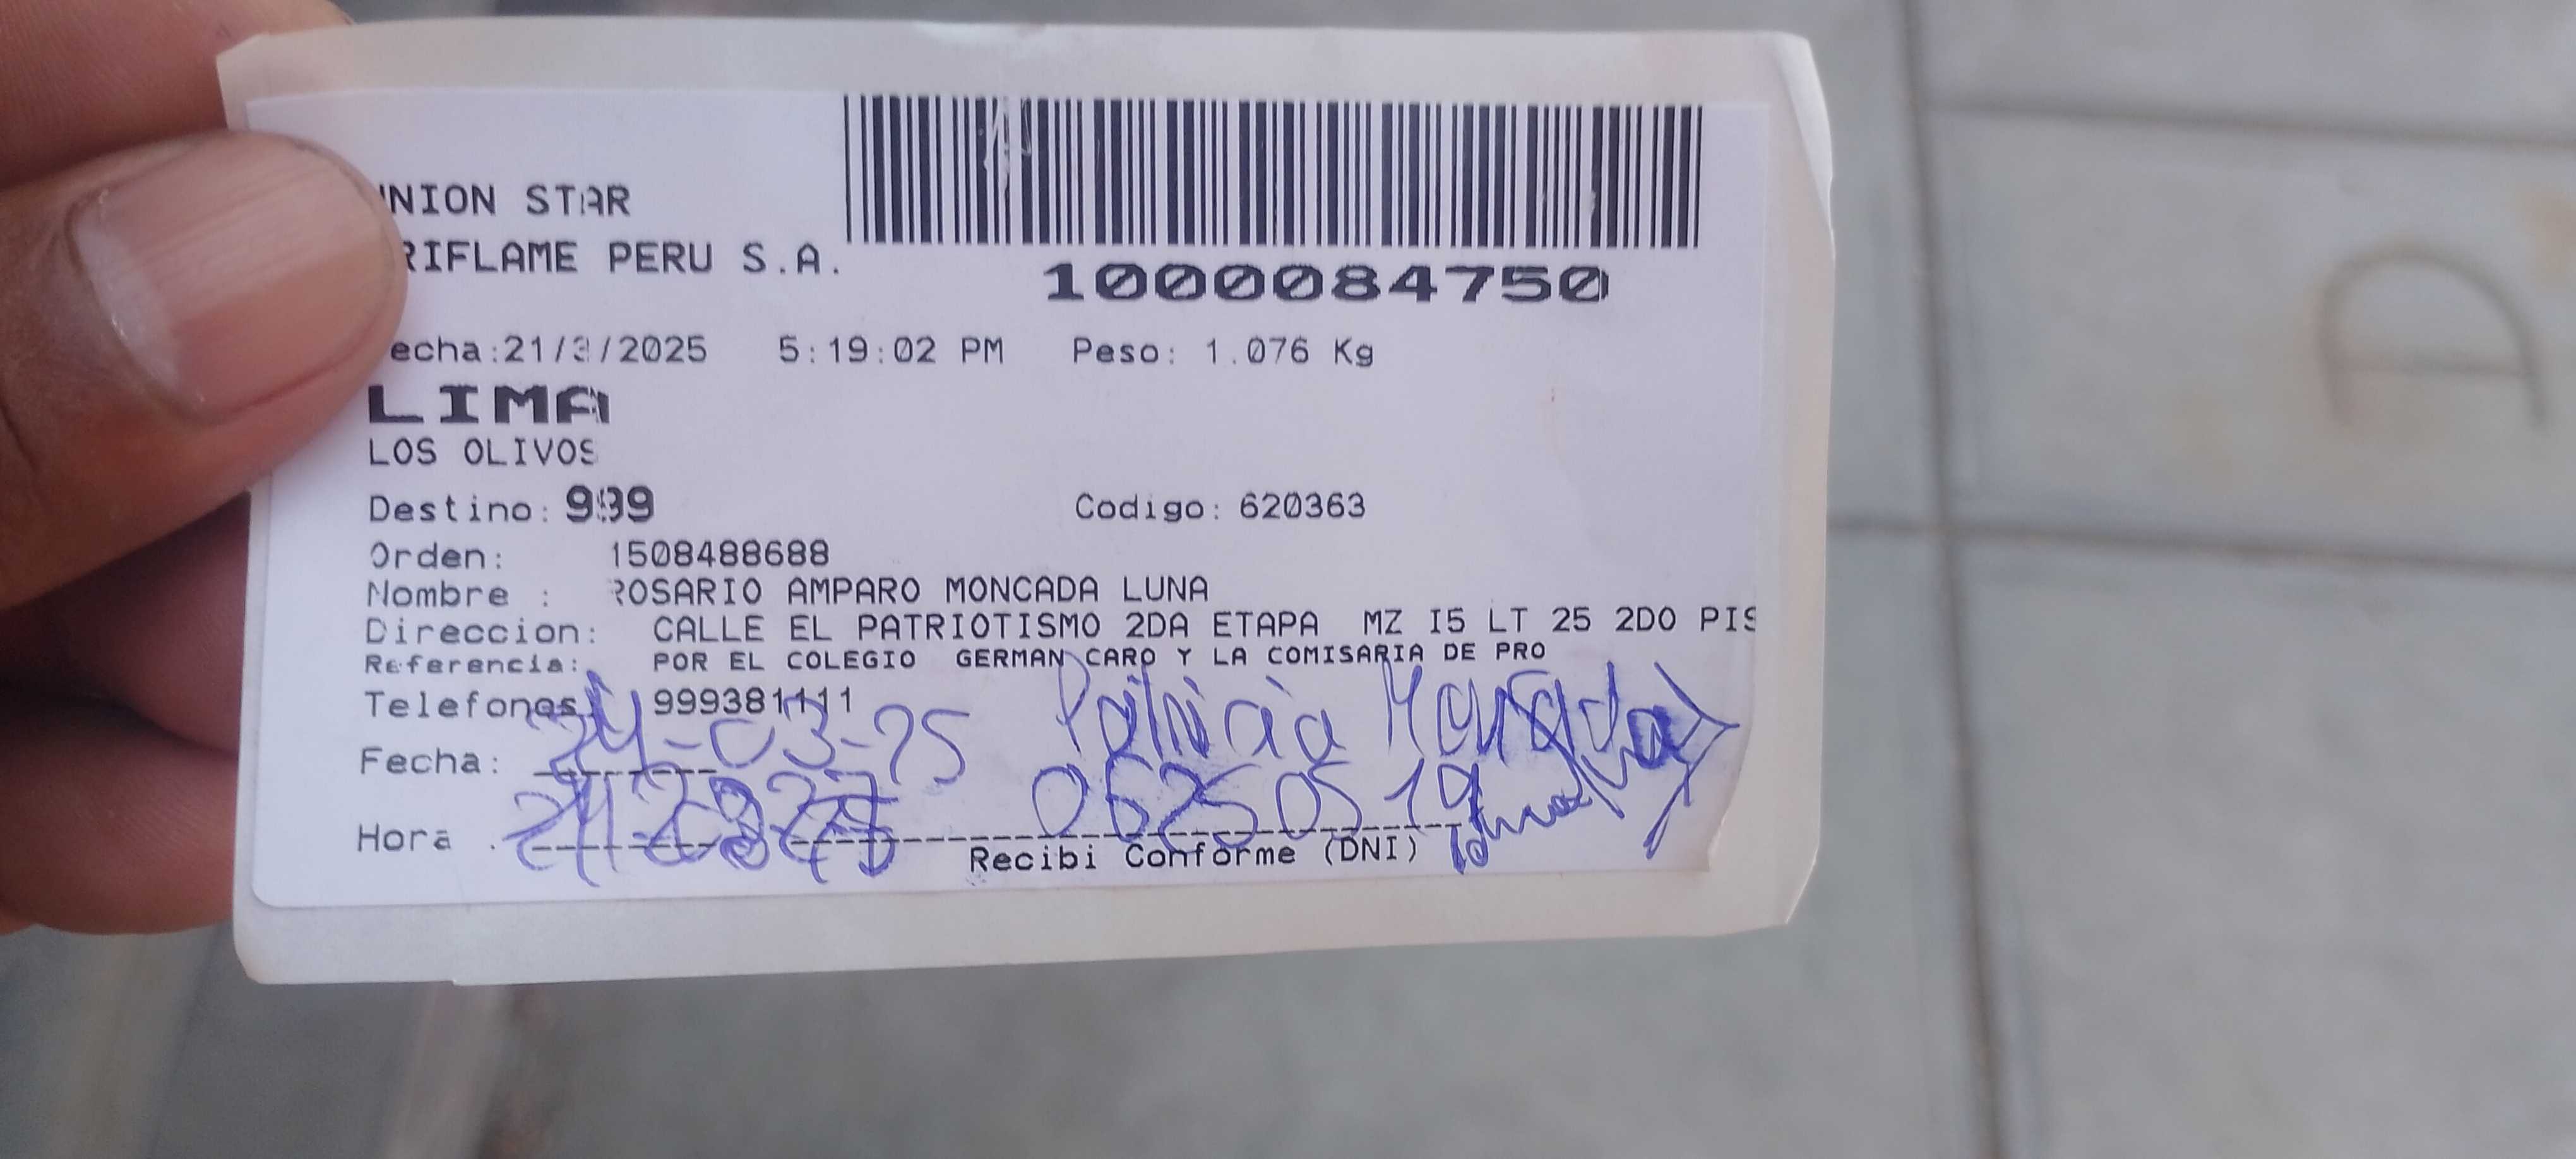 NION STAR
RIFLAME PERU S.A.
1000084750
echa:21/3/2025 5:19:02 PM Peso: 1.076 Kg
LIMA
LOS OLIVOS
Destino: 999 Codigo: 620363
Orden: 1508488688
Nombre : ROSARIO AMPARO MONCADA LUNA
Direccion: CALLE EL PATRIOTISMO 2DA ETAPA MZ I5 LT 25 2DO PIS
Referencia: POR EL COLEGIO GERMAN CARO Y LA COMISARIA DE PRO
Telefonos: 999381111
Patricia Moncada
Fecha: 24-03-25
06250519
Hora :
Recibi Conforme (DNI)